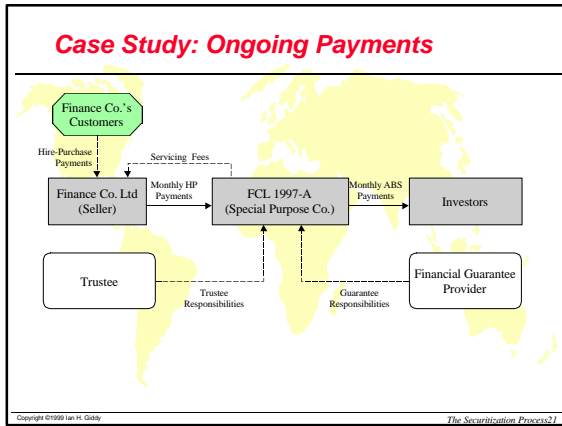 Case Study: Ongoing Payments
Finance Co.'s
Customers
Hire-Purchase
Payments
Servicing Fees
Finance Co. Ltd
(Seller)
Monthly HP
Payments
FCL 1997-A
(Special Purpose Co.)
Monthly ABS
Payments
Investors
Trustee
Trustee
Responsibilities
Guarantee
Responsibilities
Financial Guarantee
Provider
Copyright ©1999 Ian H. Giddy
The Securitization Process21